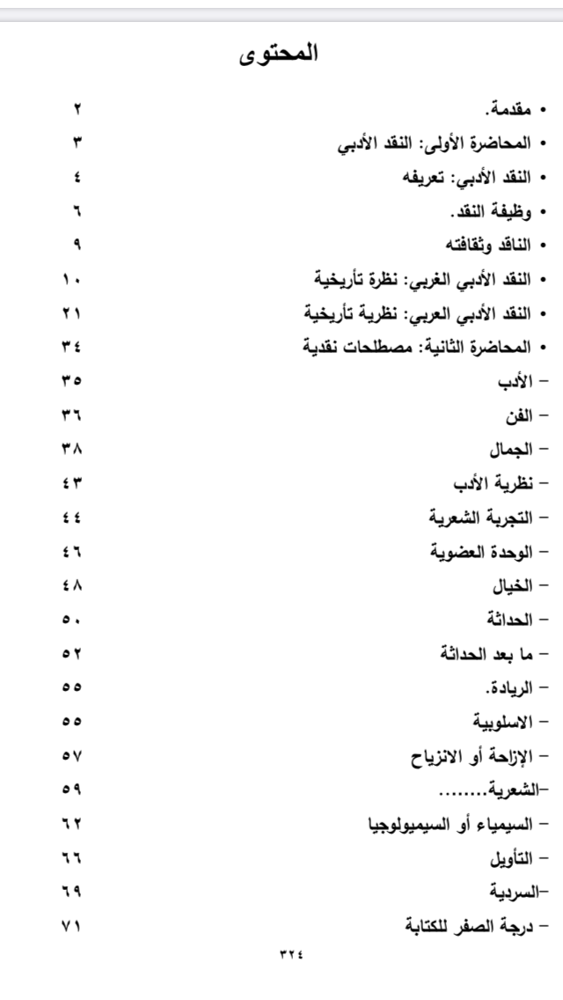 المحتوى
• مقدمة. ٢
• المحاضرة الأولى: النقد الأدبي ٣
• النقد الأدبي: تعريفه ٤
• وظيفة النقد. ٦
• الناقد وثقافته ٩
• النقد الأدبي الغربي: نظرة تأريخية ١٠
• النقد الأدبي العربي: نظرية تأريخية ٢١
• المحاضرة الثانية: مصطلحات نقدية ٣٤
– الأدب ٣٥
– الفن ٣٦
– الجمال ٣٨
– نظرية الأدب ٤٣
– التجربة الشعرية ٤٤
– الوحدة العضوية ٤٦
– الخيال ٤٨
– الحداثة ٥٠
– ما بعد الحداثة ٥٢
– الريادة. ٥٥
– الاسلوبية ٥٥
– الإزاحة أو الانزياح ٥٧
–الشعرية........ ٥٩
– السيمياء أو السيميولوجيا ٦٢
– التأويل ٦٦
–السردية ٦٩
– درجة الصفر للكتابة ٧١
٣٢٤